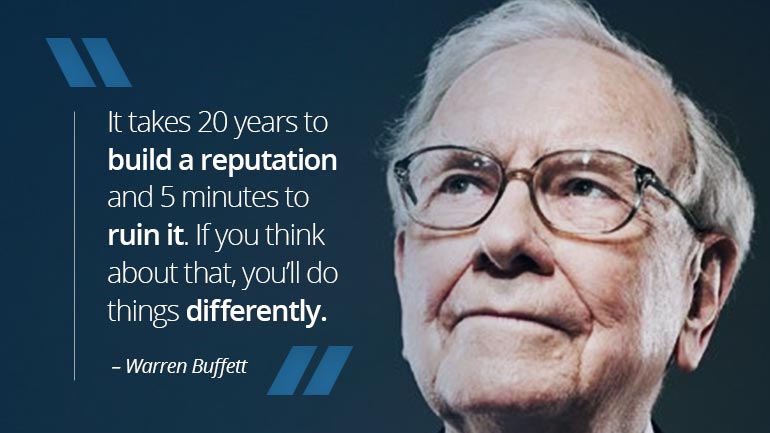 It takes 20 years to
build a reputation
and 5 minutes to
ruin it. If you think
about that, you’ll do
things differently.
– Warren Buffett